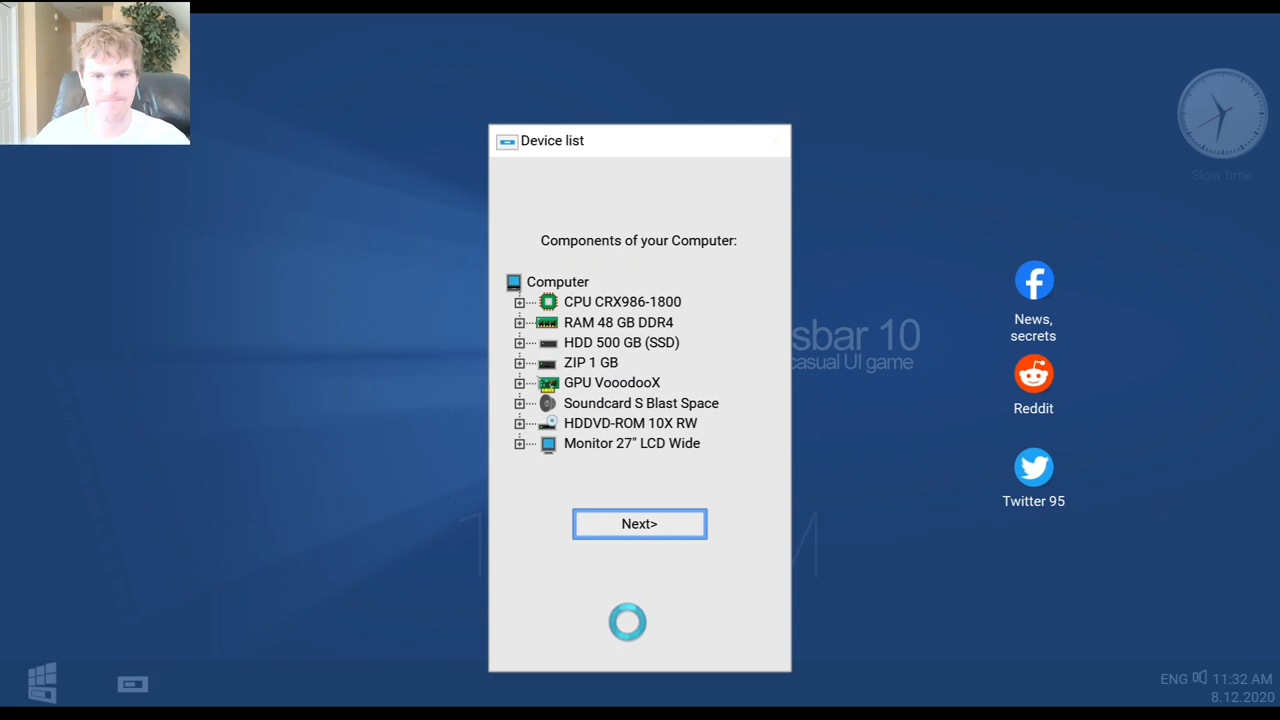 Device list
Slow time
Components of your Computer:
Computer
CPU CRX986-1800
RAM 48 GB DDR4
HDD 500 GB (SSD)
ZIP 1 GB
GPU VooodooX
Soundcard S Blast Space
HDDVD-ROM 10X RW
Monitor 27" LCD Wide
Next>
sbar 10
casual UI game
News,
secrets
Reddit
Twitter 95
ENG 11:32 AM
8.12.2020